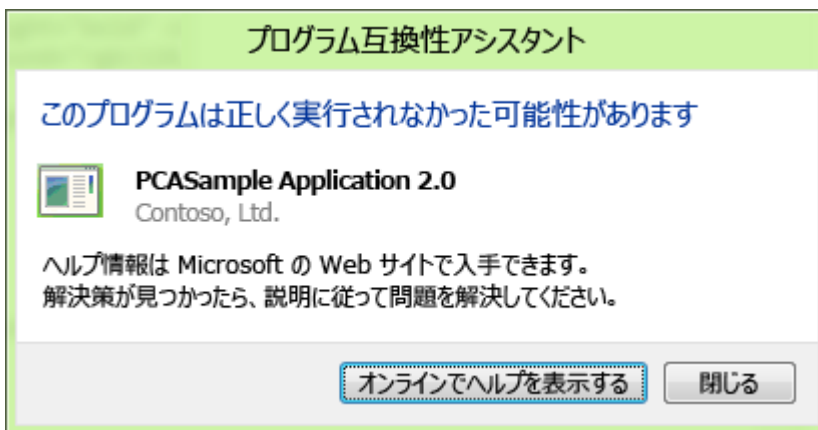 プログラム互換性アシスタント
このプログラムは正しく実行されなかった可能性があります
PCASample Application 2.0
Contoso, Ltd.
ヘルプ情報は Microsoft の Web サイトで入手できます。
解決策が見つかったら、説明に従って問題を解決してください。
オンラインでヘルプを表示する
閉じる